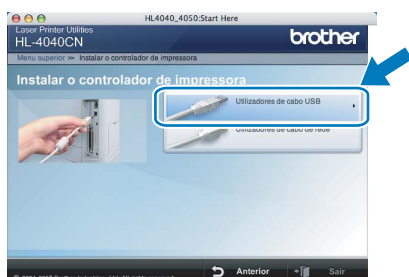 HL4040_4050:Start Here
Laser Printer Utilities
HL-4040CN
brother
Menu superior >> Instalar o controlador de impressora
Instalar o controlador de impressora
Utilizadores de cabo USB
Utilizadores de cabo de rede
Anterior
Sair